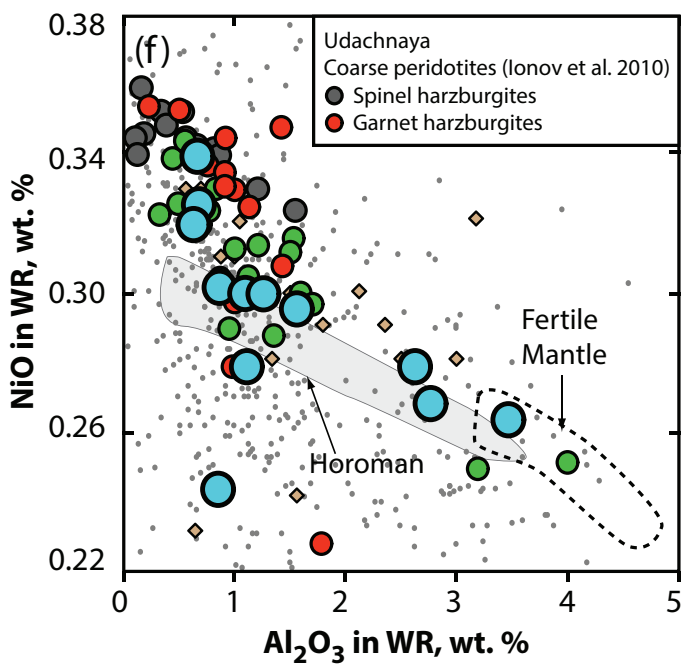 (f)
Udachnaya
Coarse peridotites (Ionov et al. 2010)
Spinel harzburgites
Garnet harzburgites
NiO in WR, wt. %
0.38
0.34
0.30
0.26
0.22
Fertile
Mantle
Horoman
0 1 2 3 4 5
Al₂O₃ in WR, wt. %